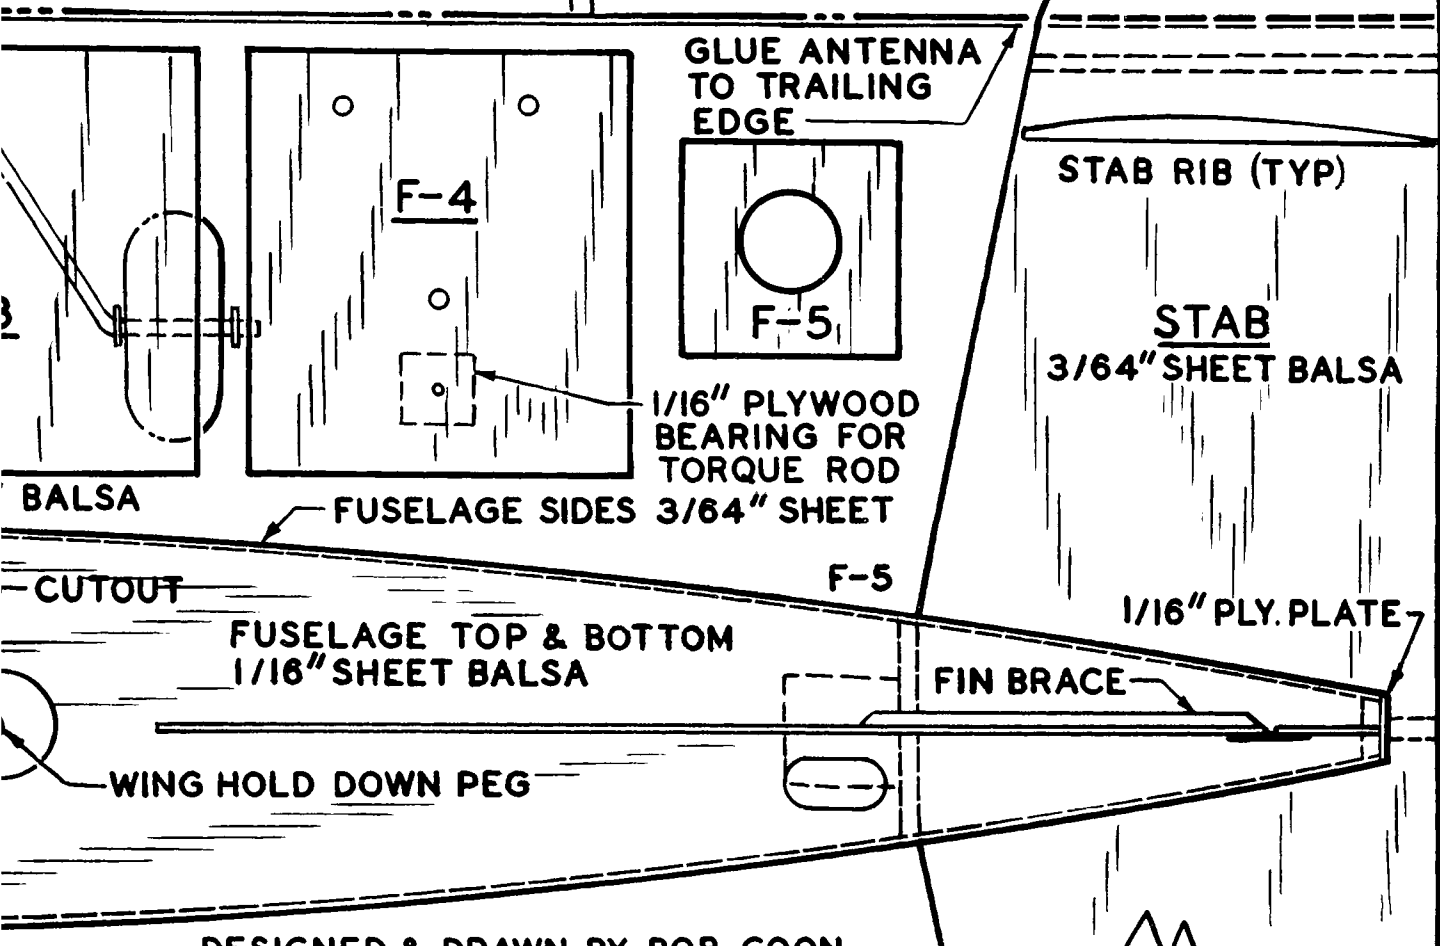 GLUE ANTENNA
TO TRAILING
EDGE
STAB RIB (TYP)
F-4
F-5
STAB
3/64" SHEET BALSA
1/16" PLYWOOD
BEARING FOR
TORQUE ROD
BALSA
FUSELAGE SIDES 3/64" SHEET
F-5
CUTOUT
1/16" PLY. PLATE
FUSELAGE TOP & BOTTOM
1/16" SHEET BALSA
FIN BRACE
WING HOLD DOWN PEG
DESIGNED & DRAWN BY BOB COON